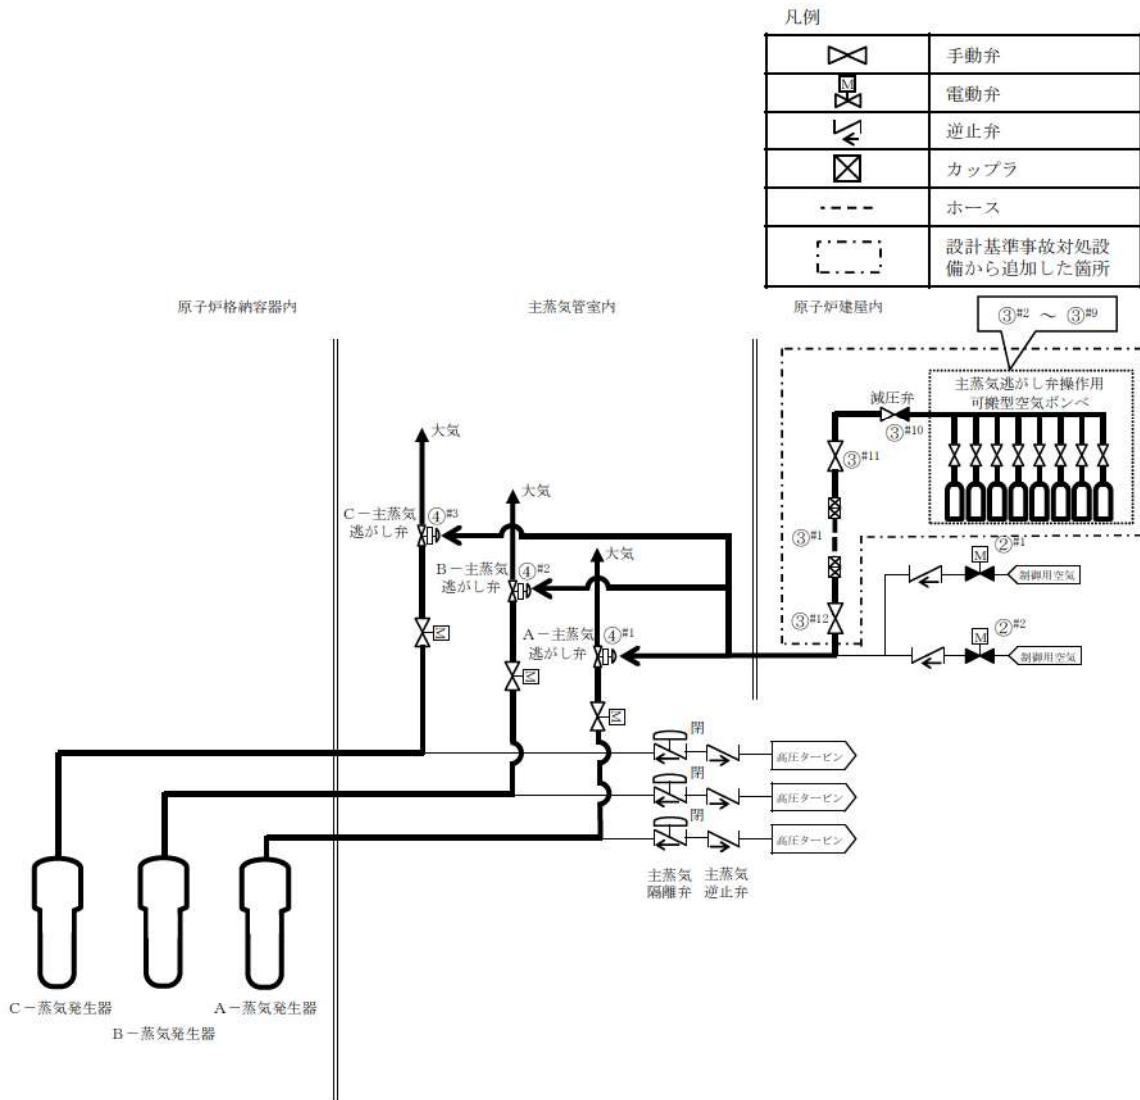 凡例
手動弁
M
電動弁
逆止弁
カップラ
ホース
設計基準事故対処設
備から追加した箇所
原子炉格納容器内
主蒸気管室内
原子炉建屋内
③#2 ～ ③#9
主蒸気逃がし弁操作用
可搬型空気ボンベ
減圧弁
③#10
③#11
大気
大気
大気
C－主蒸気
逃がし弁
④#3
B－主蒸気
逃がし弁
④#2
A－主蒸気
逃がし弁
④#1
③#1
③#12
②#1
M
制御用空気
②#2
M
制御用空気
M
M
M
閉
高圧タービン
閉
高圧タービン
閉
高圧タービン
主蒸気
隔離弁
主蒸気
逆止弁
C－蒸気発生器
B－蒸気発生器
A－蒸気発生器